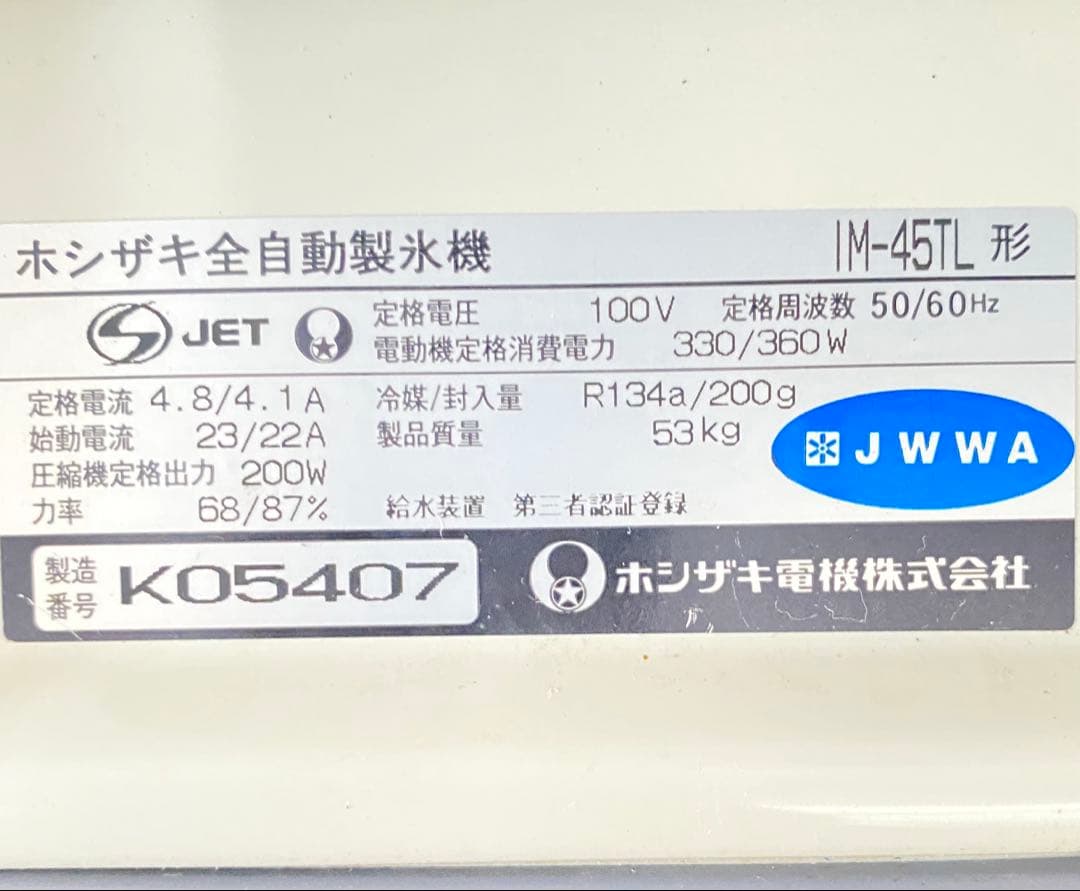 ホシザキ全自動製氷機 IM-45TL 形
JET 定格電圧 100V 定格周波数 50/60Hz
電動機定格消費電力 330/360W
定格電流 4.8/4.1A 冷媒/封入量 R134a/200g
始動電流 23/22A 製品質量 53kg
JWWA
圧縮機定格出力 200W
力率 68/87% 給水装置 第三者認証登録
製造番号 K05407 ホシザキ電機株式会社